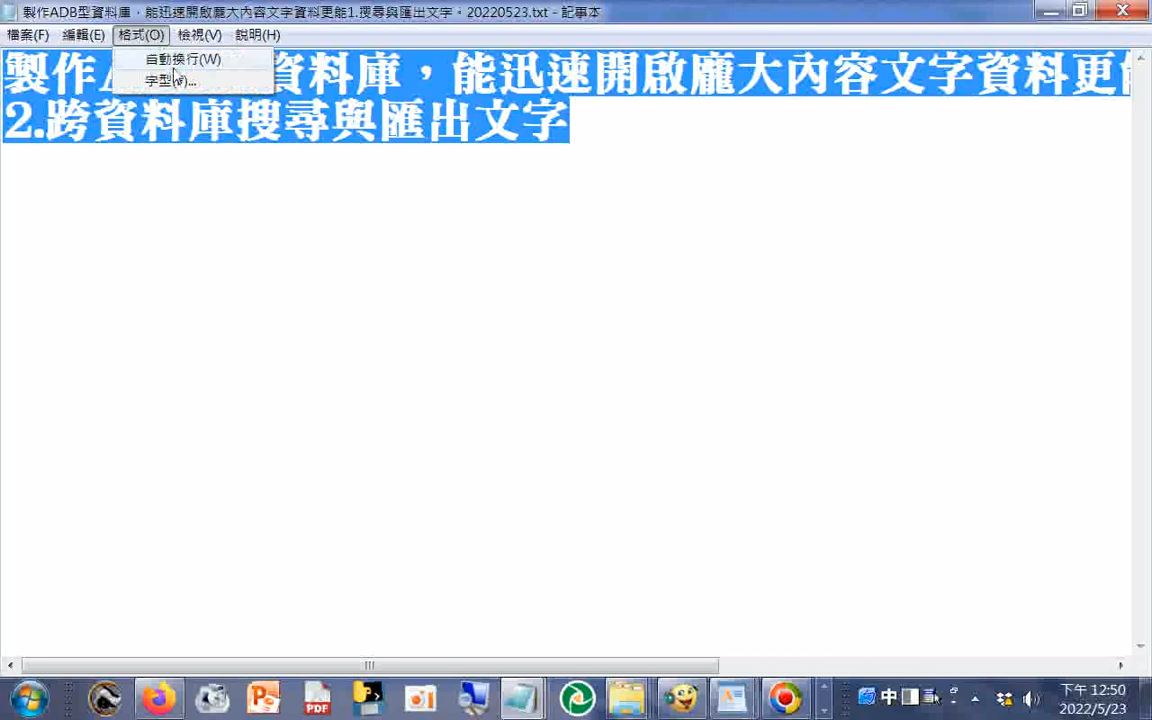 製作ADB型資料庫，能迅速開啟龐大內容文字資料更能1.搜尋與匯出文字。20220523.txt - 記事本
檔案(F) 編輯(E) 格式(O) 檢視(V) 說明(H)
自動換行(W)
字型(F)...
製作 資料庫，能迅速開啟龐大內容文字資料更
2.跨資料庫搜尋與匯出文字
中
下午 12:50
2022/5/23